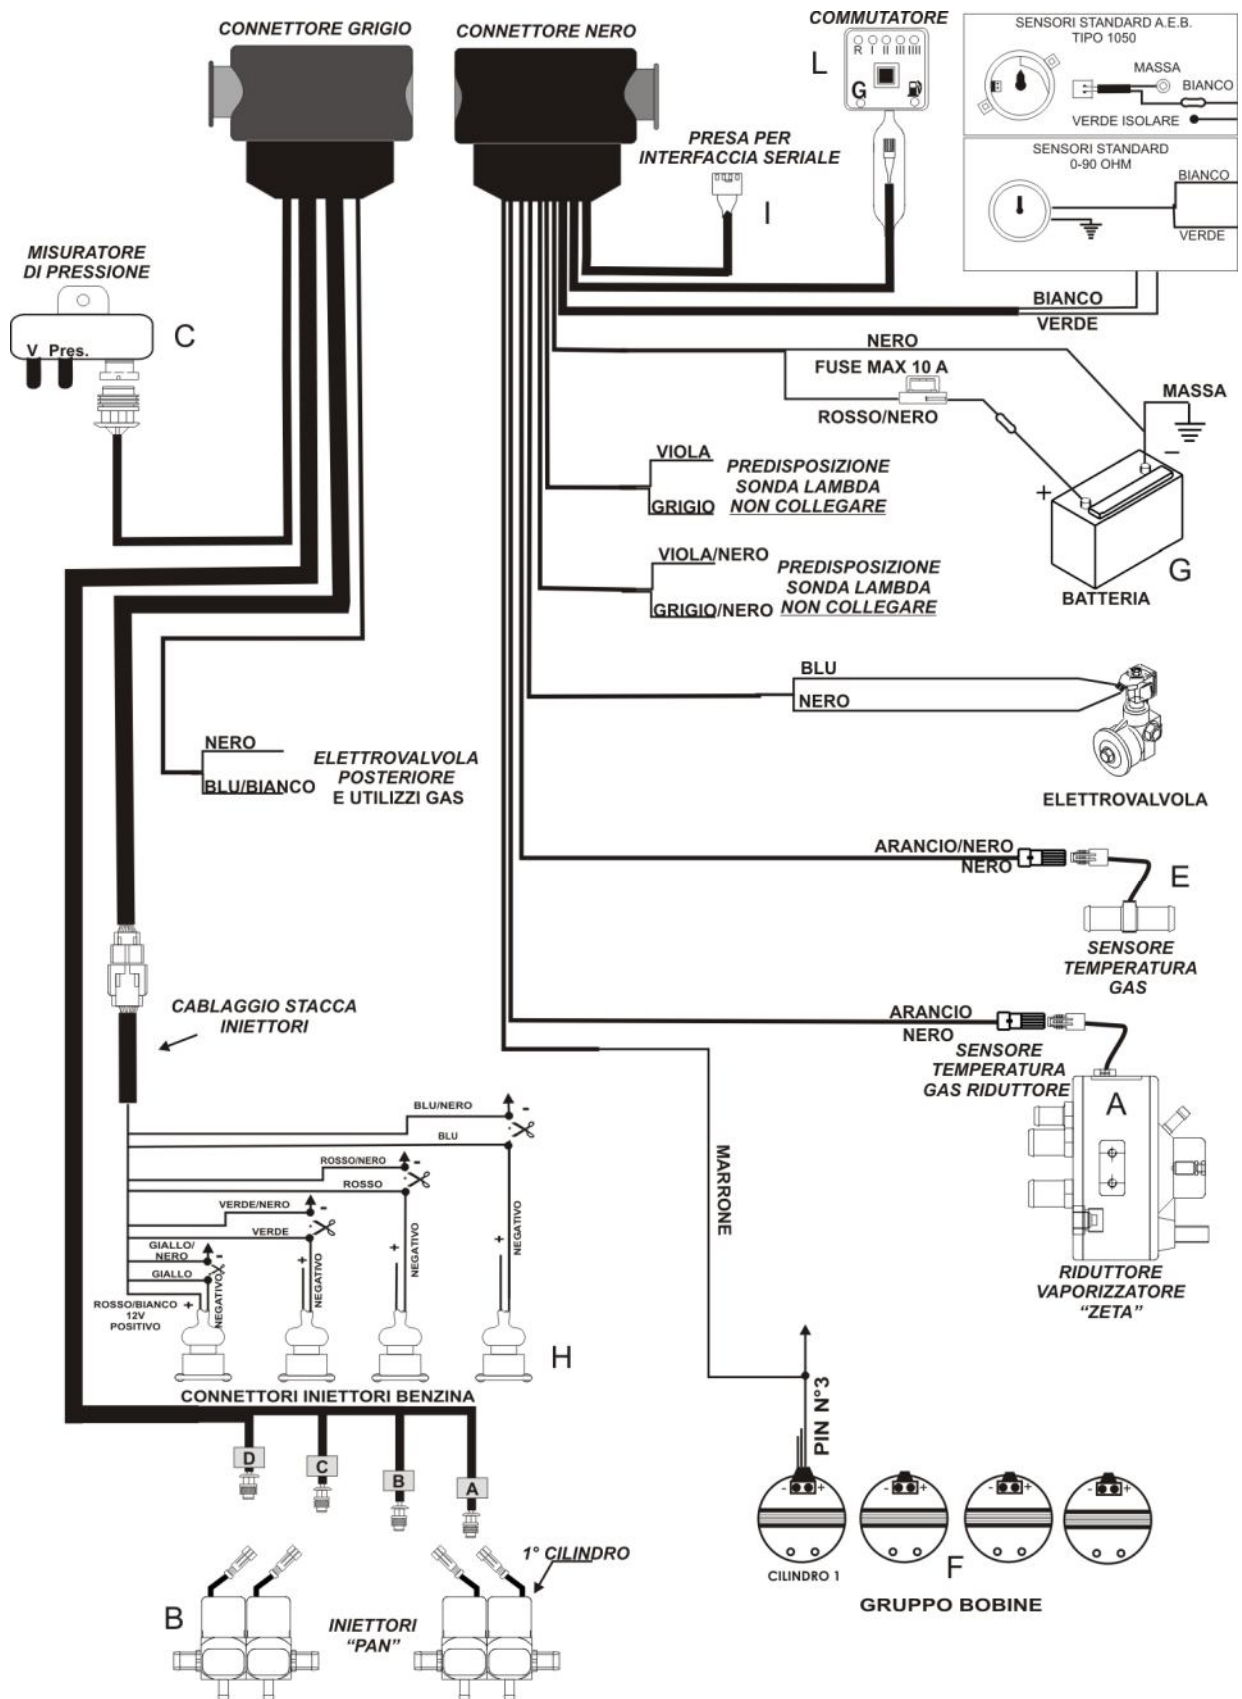 CONNETTORE GRIGIO
CONNETTORE NERO
COMMUTATORE
L
R I II III IIII
G
SENSORI STANDARD A.E.B.
TIPO 1050
MASSA
BIANCO
VERDE ISOLARE
SENSORI STANDARD
0-90 OHM
BIANCO
VERDE
PRESA PER
INTERFACCIA SERIALE
I
MISURATORE
DI PRESSIONE
V Pres.
C
BIANCO
VERDE
NERO
FUSE MAX 10 A
ROSSO/NERO
MASSA
-
+
G
BATTERIA
VIOLA
GRIGIO
PREDISPOSIZIONE
SONDA LAMBDA
NON COLLEGARE
VIOLA/NERO
GRIGIO/NERO
PREDISPOSIZIONE
SONDA LAMBDA
NON COLLEGARE
BLU
NERO
ELETTROVALVOLA
NERO
BLU/BIANCO
ELETTROVALVOLA
POSTERIORE
E UTILIZZI GAS
ARANCIO/NERO
NERO
E
SENSORE
TEMPERATURA
GAS
CABLAGGIO STACCA
INIETTORI
ARANCIO
NERO
SENSORE
TEMPERATURA
GAS RIDUTTORE
A
RIDUTTORE
VAPORIZZATORE
“ZETA”
MARRONE
BLU/NERO
-
BLU
ROSSO/NERO
-
ROSSO
VERDE/NERO
-
VERDE
GIALLO/
NERO
-
GIALLO
ROSSO/BIANCO
12V
POSITIVO
+
NEGATIVO
+
NEGATIVO
+
NEGATIVO
+
NEGATIVO
H
CONNETTORI INIETTORI BENZINA
D
C
B
A
PIN N°3
- +
- +
- +
- +
CILINDRO 1
F
GRUPPO BOBINE
1° CILINDRO
B
INIETTORI
“PAN”